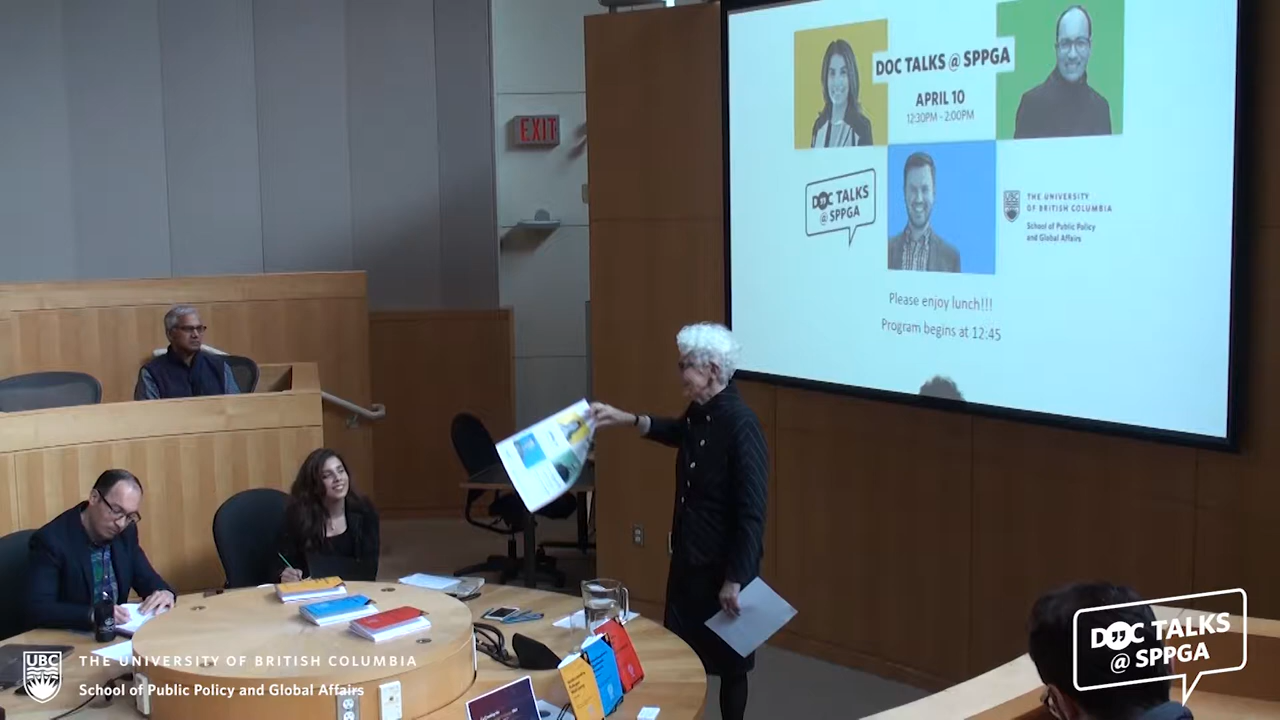 EXIT
DOC TALKS @ SPPGA
APRIL 10
12:30PM - 2:00PM
DOC TALKS
@ SPPGA
UBC
THE UNIVERSITY
OF BRITISH COLUMBIA
School of Public Policy
and Global Affairs
Please enjoy lunch!!!
Program begins at 12:45
UBC
THE UNIVERSITY OF BRITISH COLUMBIA
School of Public Policy and Global Affairs
DOC TALKS
@ SPPGA